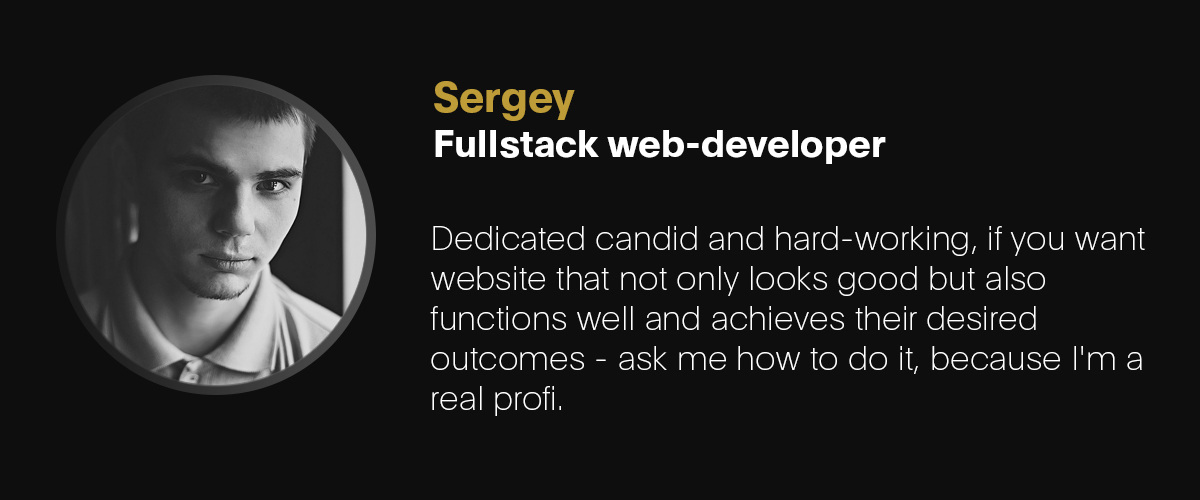 Sergey
Fullstack web-developer
Dedicated candid and hard-working, if you want
website that not only looks good but also
functions well and achieves their desired
outcomes - ask me how to do it, because I'm a
real profi.